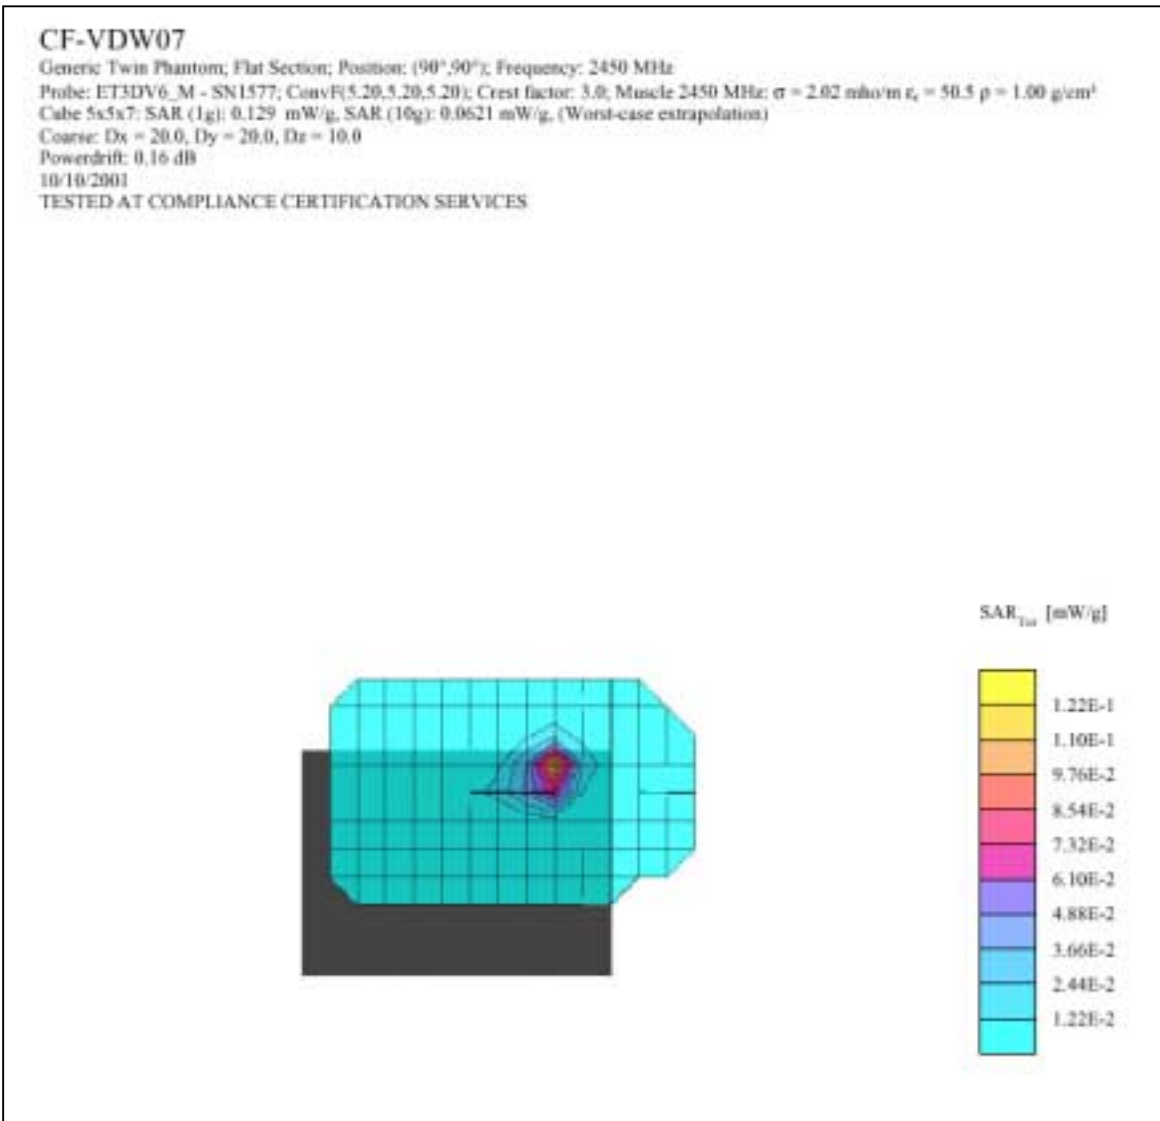 CF-VDW07
Generic Twin Phantom; Flat Section; Position: (90°,90°); Frequency: 2450 MHz
Probe: ET3DV6_M - SN1577; ConvF(5.20,5.20,5.20); Crest factor: 3.0; Muscle 2450 MHz: σ = 2.02 mho/m εr = 50.5 ρ = 1.00 g/cm³
Cube 5x5x7: SAR (1g): 0.129 mW/g, SAR (10g): 0.0621 mW/g, (Worst-case extrapolation)
Coarse: Dx = 20.0, Dy = 20.0, Dz = 10.0
Powerdrift: 0.16 dB
10/10/2001
TESTED AT COMPLIANCE CERTIFICATION SERVICES
SARTot [mW/g]
1.22E-1
1.10E-1
9.76E-2
8.54E-2
7.32E-2
6.10E-2
4.88E-2
3.66E-2
2.44E-2
1.22E-2